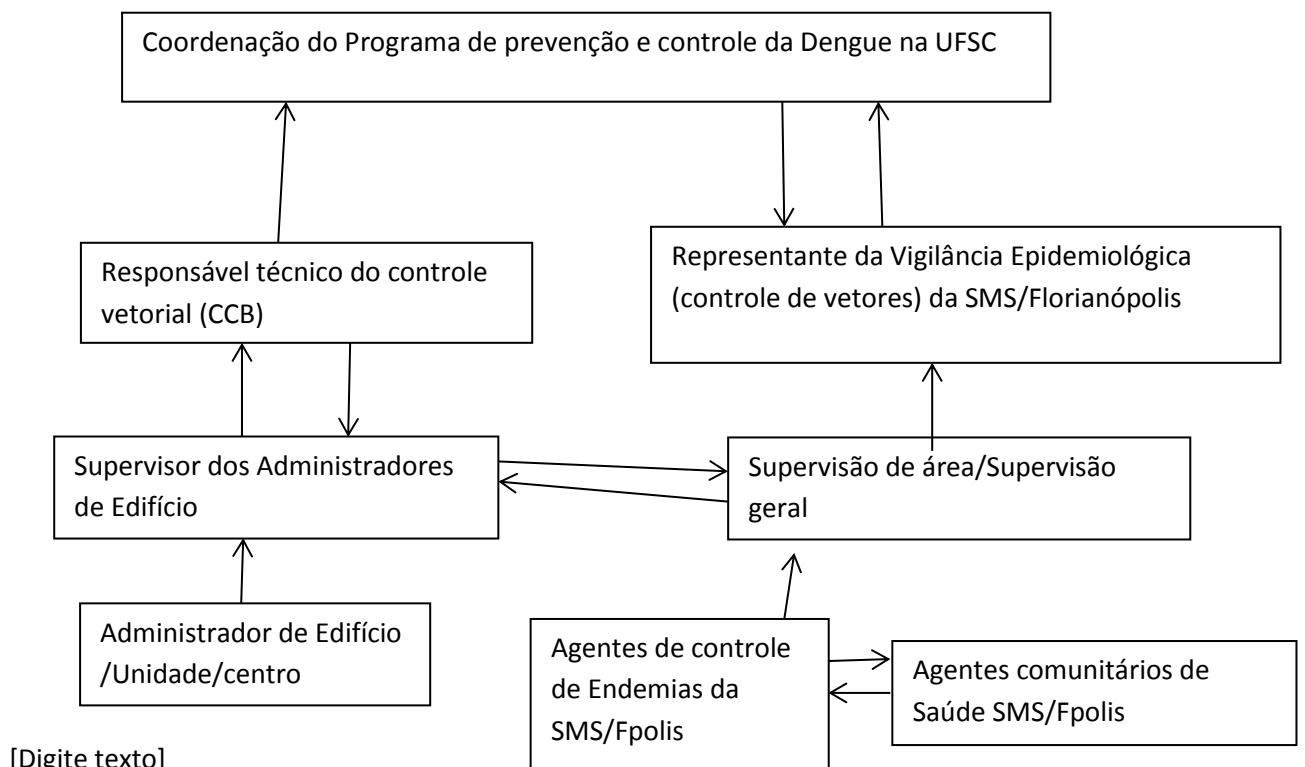 Coordenação do Programa de prevenção e controle da Dengue na UFSC
Responsável técnico do controle
vetorial (CCB)
Representante da Vigilância Epidemiológica
(controle de vetores) da SMS/Florianópolis
Supervisor dos Administradores
de Edifício
Supervisão de área/Supervisão
geral
Administrador de Edifício
/Unidade/centro
Agentes de controle
de Endemias da
SMS/Fpolis
Agentes comunitários de
Saúde SMS/Fpolis
[Digite texto]